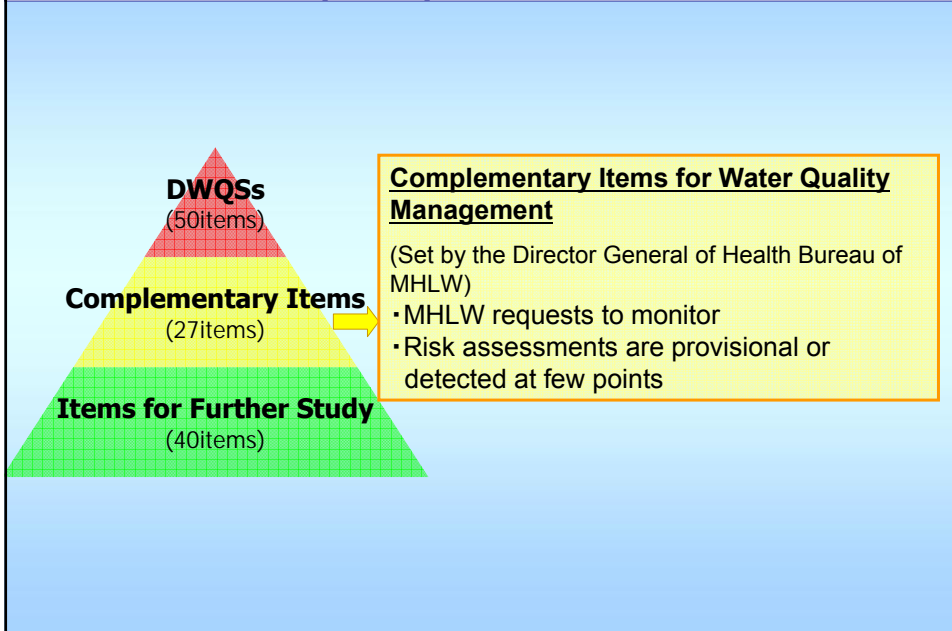 DWQSs
(50items)
Complementary Items
(27items)
Items for Further Study
(40items)
Complementary Items for Water Quality
Management
(Set by the Director General of Health Bureau of
MHLW)
・MHLW requests to monitor
・Risk assessments are provisional or
detected at few points